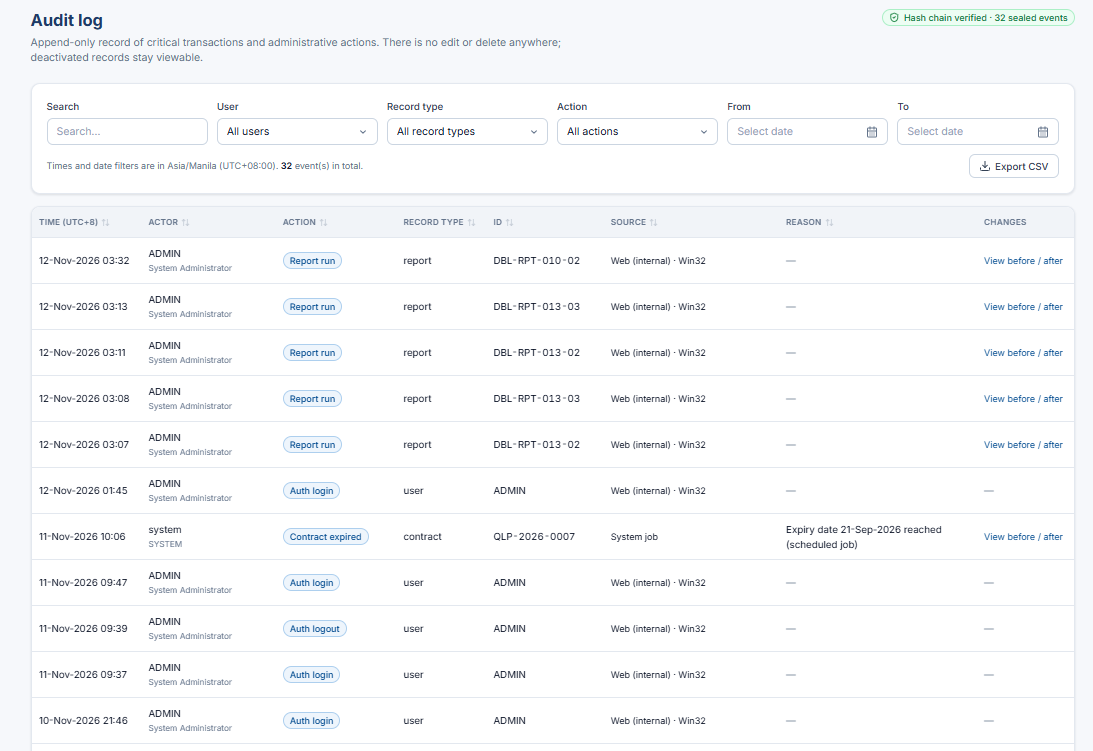 Audit log
Hash chain verified · 32 sealed events
Append-only record of critical transactions and administrative actions. There is no edit or delete anywhere;
deactivated records stay viewable.
Search User Record type Action From To
Search... All users All record types All actions Select date Select date
Times and date filters are in Asia/Manila (UTC+08:00). 32 event(s) in total.
Export CSV
TIME (UTC+8) ACTOR ACTION RECORD TYPE ID SOURCE REASON CHANGES
12-Nov-2026 03:32 ADMIN Report run report DBL-RPT-010-02 Web (internal) · Win32 — View before / after
System Administrator
12-Nov-2026 03:13 ADMIN Report run report DBL-RPT-013-03 Web (internal) · Win32 — View before / after
System Administrator
12-Nov-2026 03:11 ADMIN Report run report DBL-RPT-013-02 Web (internal) · Win32 — View before / after
System Administrator
12-Nov-2026 03:08 ADMIN Report run report DBL-RPT-013-03 Web (internal) · Win32 — View before / after
System Administrator
12-Nov-2026 03:07 ADMIN Report run report DBL-RPT-013-02 Web (internal) · Win32 — View before / after
System Administrator
12-Nov-2026 01:45 ADMIN Auth login user ADMIN Web (internal) · Win32 — —
System Administrator
11-Nov-2026 10:06 system Contract expired contract QLP-2026-0007 System job Expiry date 21-Sep-2026 reached View before / after
SYSTEM (scheduled job)
11-Nov-2026 09:47 ADMIN Auth login user ADMIN Web (internal) · Win32 — —
System Administrator
11-Nov-2026 09:39 ADMIN Auth logout user ADMIN Web (internal) · Win32 — —
System Administrator
11-Nov-2026 09:37 ADMIN Auth login user ADMIN Web (internal) · Win32 — —
System Administrator
10-Nov-2026 21:46 ADMIN Auth login user ADMIN Web (internal) · Win32 — —
System Administrator